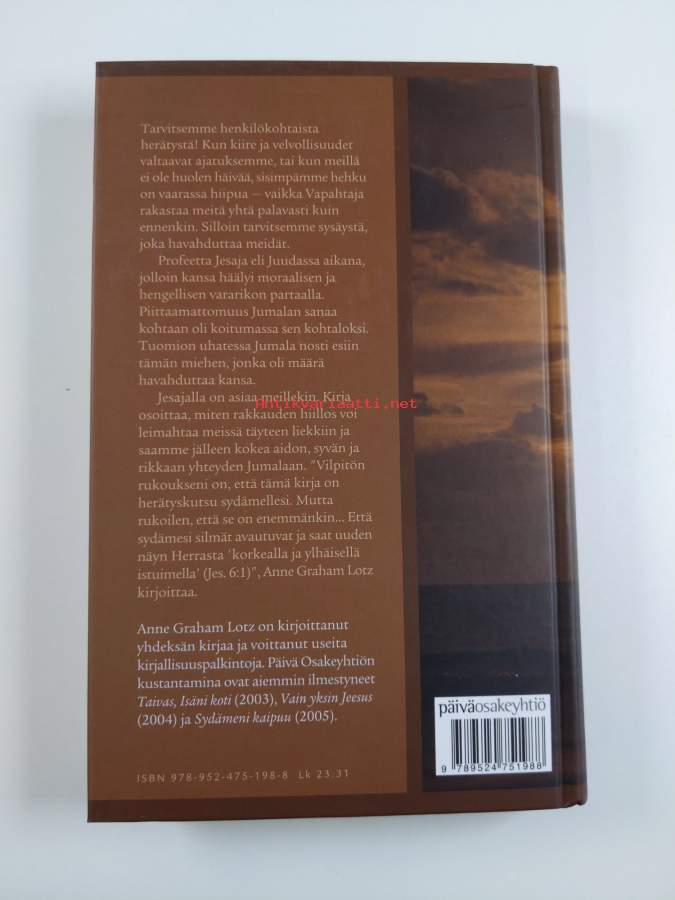 Tarvitsemme henkilökohtaista
herätystä! Kun kiire ja velvollisuudet
valtaavat ajatuksemme, tai kun meillä
ei ole huolen häivää, sisimpämme hehku
on vaarassa hiipua – vaikka Vapahtaja
rakastaa meitä yhtä palavasti kuin
ennenkin. Silloin tarvitsemme sysäystä,
joka havahduttaa meidät.
Profeetta Jesaja eli Juudassa aikana,
jolloin kansa häälyi moraalisen ja
hengellisen vararikon partaalla.
Piittaamattomuus Jumalan sanaa
kohtaan oli koitumassa sen kohtaloksi.
Tuomion uhatessa Jumala nosti esiin
tämän miehen, jonka oli määrä
havahduttaa kansa.
Jesajalla on asiaa meillekin. Kirja
Antikvariaatti.net
osoittaa, miten rakkauden hiillos voi
leimahtaa meissä täyteen liekkiin ja
saamme jälleen kokea aidon, syvän ja
rikkaan yhteyden Jumalaan. "Vilpitön
rukoukseni on, että tämä kirja on
herätyskutsu sydämellesi. Mutta
rukoilen, että se on enemmänkin... Että
sydämesi silmät avautuvat ja saat uuden
näyn Herrasta 'korkealla ja ylhäisellä
istuimella' (Jes. 6:1)", Anne Graham Lotz
kirjoittaa.
Anne Graham Lotz on kirjoittanut
yhdeksän kirjaa ja voittanut useita
kirjallisuuspalkintoja. Päivä Osakeyhtiön
kustantamina ovat aiemmin ilmestyneet
Taivas, Isäni koti (2003), Vain yksin Jeesus
(2004) ja Sydämeni kaipuu (2005).
päiväosakeyhtiö
9 789524 751988
ISBN 978-952-475-198-8 Lk 23.31